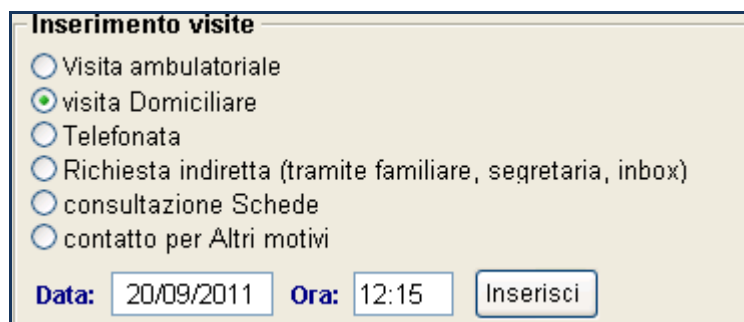 Inserimento visite
Visita ambulatoriale
visita Domiciliare
Telefonata
Richiesta indiretta (tramite familiare, segretaria, inbox)
consultazione Schede
contatto per Altri motivi
Data: 20/09/2011 Ora: 12:15 Inserisci